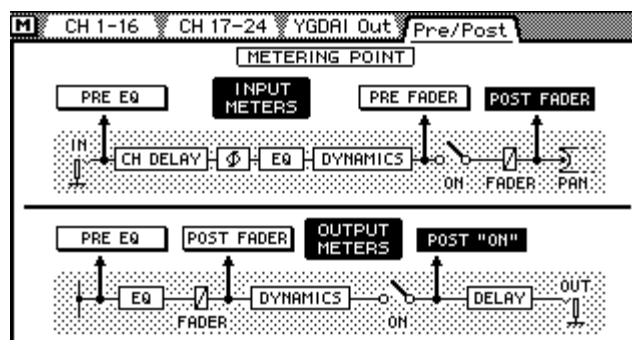 M CH 1-16 CH 17-24 YGDAI Out Pre/Post
METERING POINT
PRE EQ INPUT METERS PRE FADER POST FADER
IN CH DELAY Φ EQ DYNAMICS ON FADER PAN
PRE EQ POST FADER OUTPUT METERS POST "ON"
EQ FADER DYNAMICS ON DELAY OUT